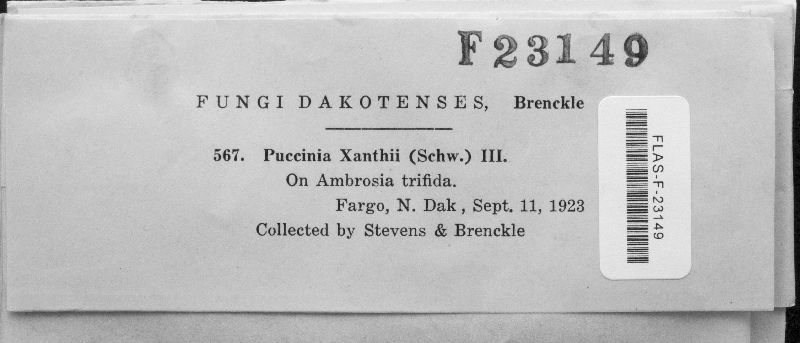 F23149
FUNGI DAKOTENSES, Brenckle
567. Puccinia Xanthii (Schw.) III.
On Ambrosia trifida.
Fargo, N. Dak, Sept. 11, 1923
Collected by Stevens & Brenckle
FLAS-F-23149